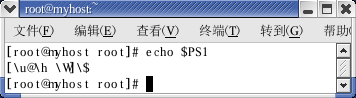 root@myhost:~
文件(F) 编辑(E) 查看(V) 终端(T) 转到(G) 帮助(
[root@myhost root]# echo $PS1
[\u@\h \W]\$
[root@myhost root]#